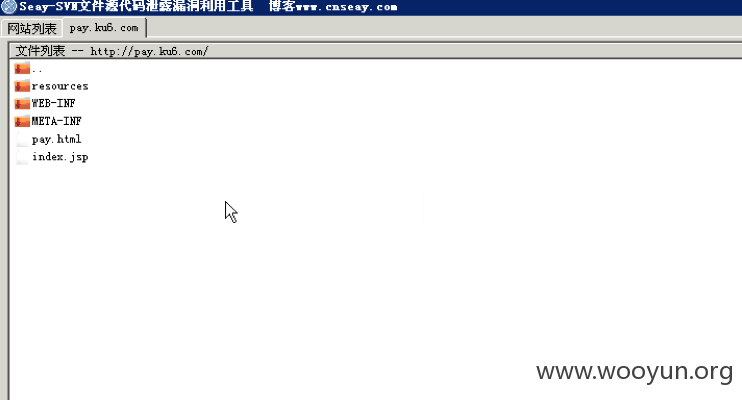 Seay-SVN文件源代码泄露漏洞利用工具 博客www.cnseay.com
网站列表 pay.ku6.com
文件列表 -- http://pay.ku6.com/
..
resources
WEB-INF
META-INF
pay.html
index.jsp
www.wooyun.org